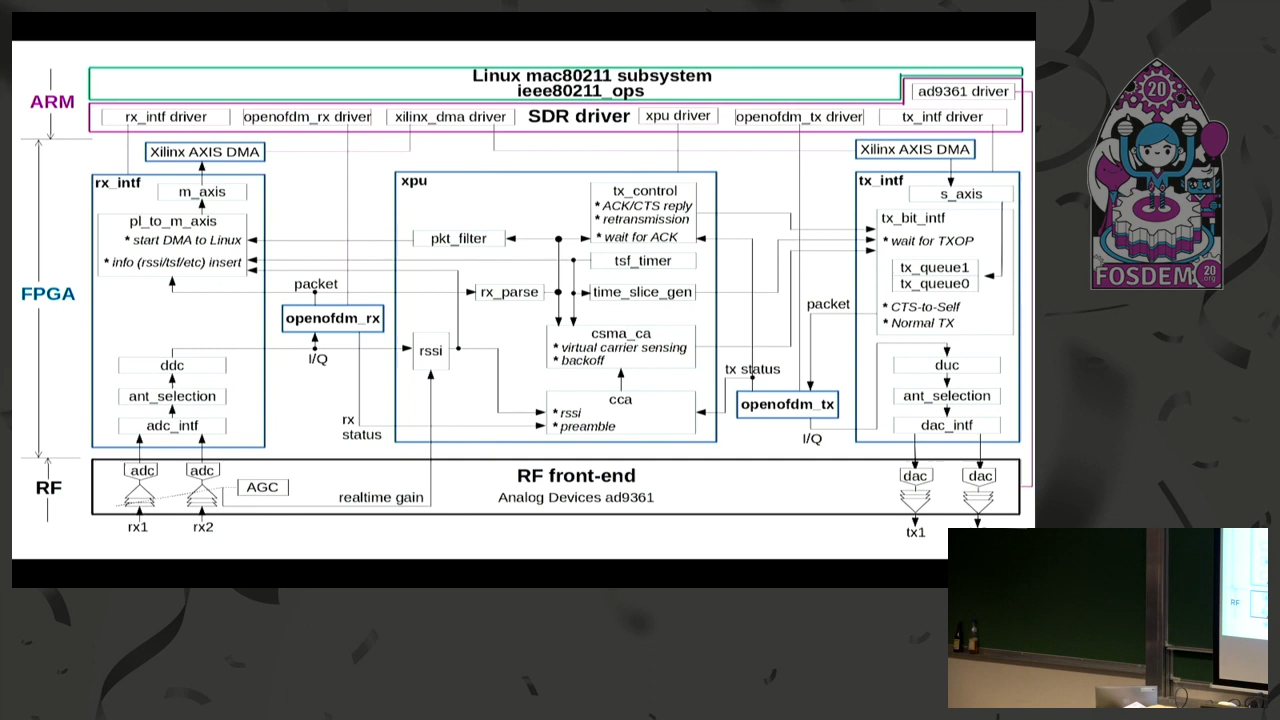 Linux mac80211 subsystem
ieee80211_ops
ARM
ad9361 driver
rx_intf driver
openofdm_rx driver
xilinx_dma driver
SDR driver
xpu driver
openofdm_tx driver
tx_intf driver
Xilinx AXIS DMA
Xilinx AXIS DMA
FPGA
rx_intf
m_axis
pl_to_m_axis
* start DMA to Linux
* info (rssi/tsf/etc) insert
ddc
ant_selection
adc_intf
packet
openofdm_rx
I/Q
rx
status
xpu
tx_control
* ACK/CTS reply
* retransmission
* wait for ACK
pkt_filter
tsf_timer
rx_parse
time_slice_gen
csma_ca
* virtual carrier sensing
* backoff
rssi
cca
* rssi
* preamble
tx status
packet
openofdm_tx
I/Q
tx_intf
s_axis
tx_bit_intf
* wait for TXOP
tx_queue1
tx_queue0
* CTS-to-Self
* Normal TX
duc
ant_selection
dac_intf
RF
adc
adc
AGC
realtime gain
RF front-end
Analog Devices ad9361
dac
dac
rx1
rx2
tx1
20
FOSDEM
20
.org
RF